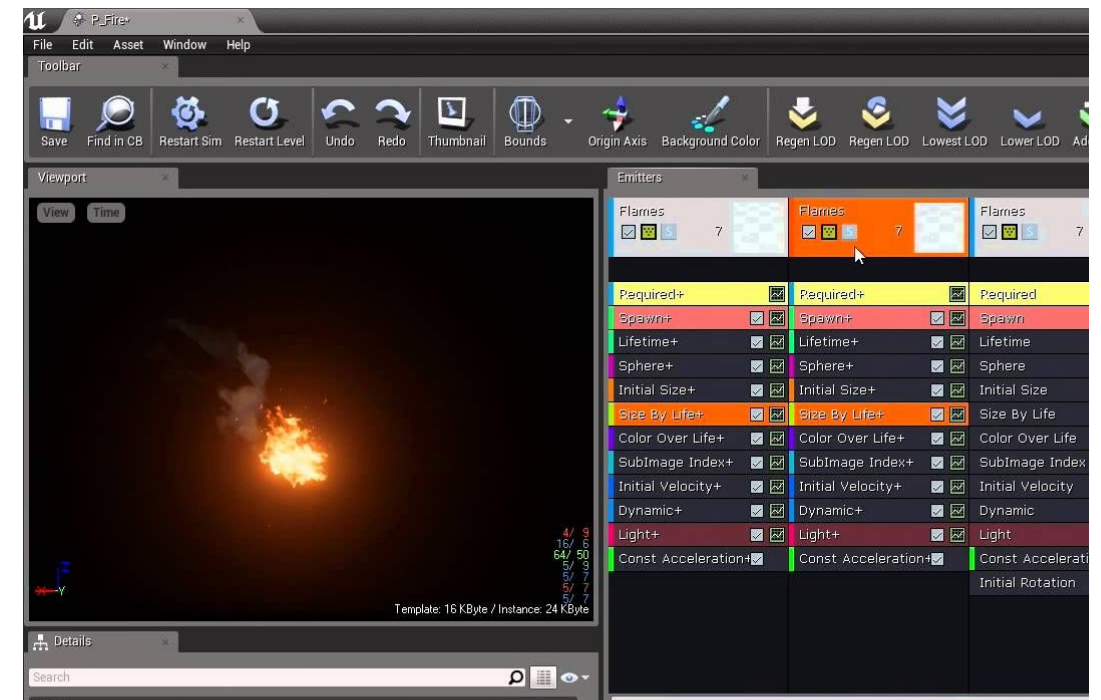 P_Fire*
File Edit Asset Window Help
Toolbar
Save Find in CB Restart Sim Restart Level Undo Redo Thumbnail Bounds Origin Axis Background Color Regen LOD Regen LOD Lowest LOD Lower LOD Ad
Viewport
Emitters
View Time
Flames
7
Flames
7
Flames
7
Required+ Required+ Required
Spawn+ Spawn+ Spawn
Lifetime+ Lifetime+ Lifetime
Sphere+ Sphere+ Sphere
Initial Size+ Initial Size+ Initial Size
Size By Life+ Size By Life+ Size By Life
Color Over Life+ Color Over Life+ Color Over Life
SubImage Index+ SubImage Index+ SubImage Index
Initial Velocity+ Initial Velocity+ Initial Velocity
Dynamic+ Dynamic+ Dynamic
Light+ Light+ Light
Const Acceleration+ Const Acceleration+ Const Accelerati
Initial Rotation
4/ 9
16/ 6
64/ 50
5/ 9
5/ 7
5/ 7
5/ 7
Z
X Y
Template: 16 KByte / Instance: 24 KByte
Details
Search